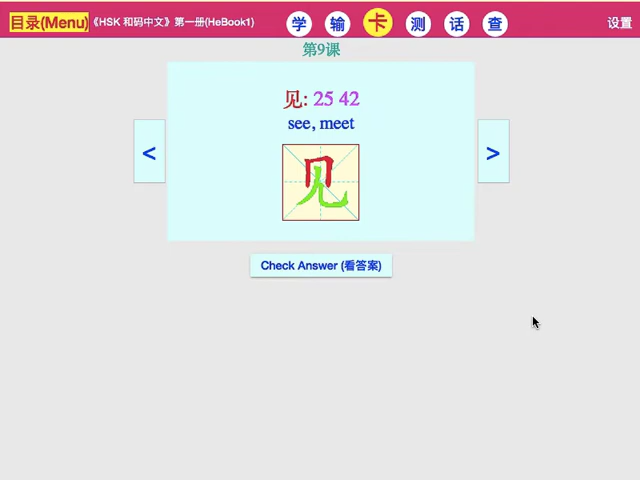 目录(Menu)《HSK 和码中文》第一册(HeBook1) 学 输 卡 测 话 查 设置
第9课
见: 25 42
see, meet
< 见 >
Check Answer (看答案)